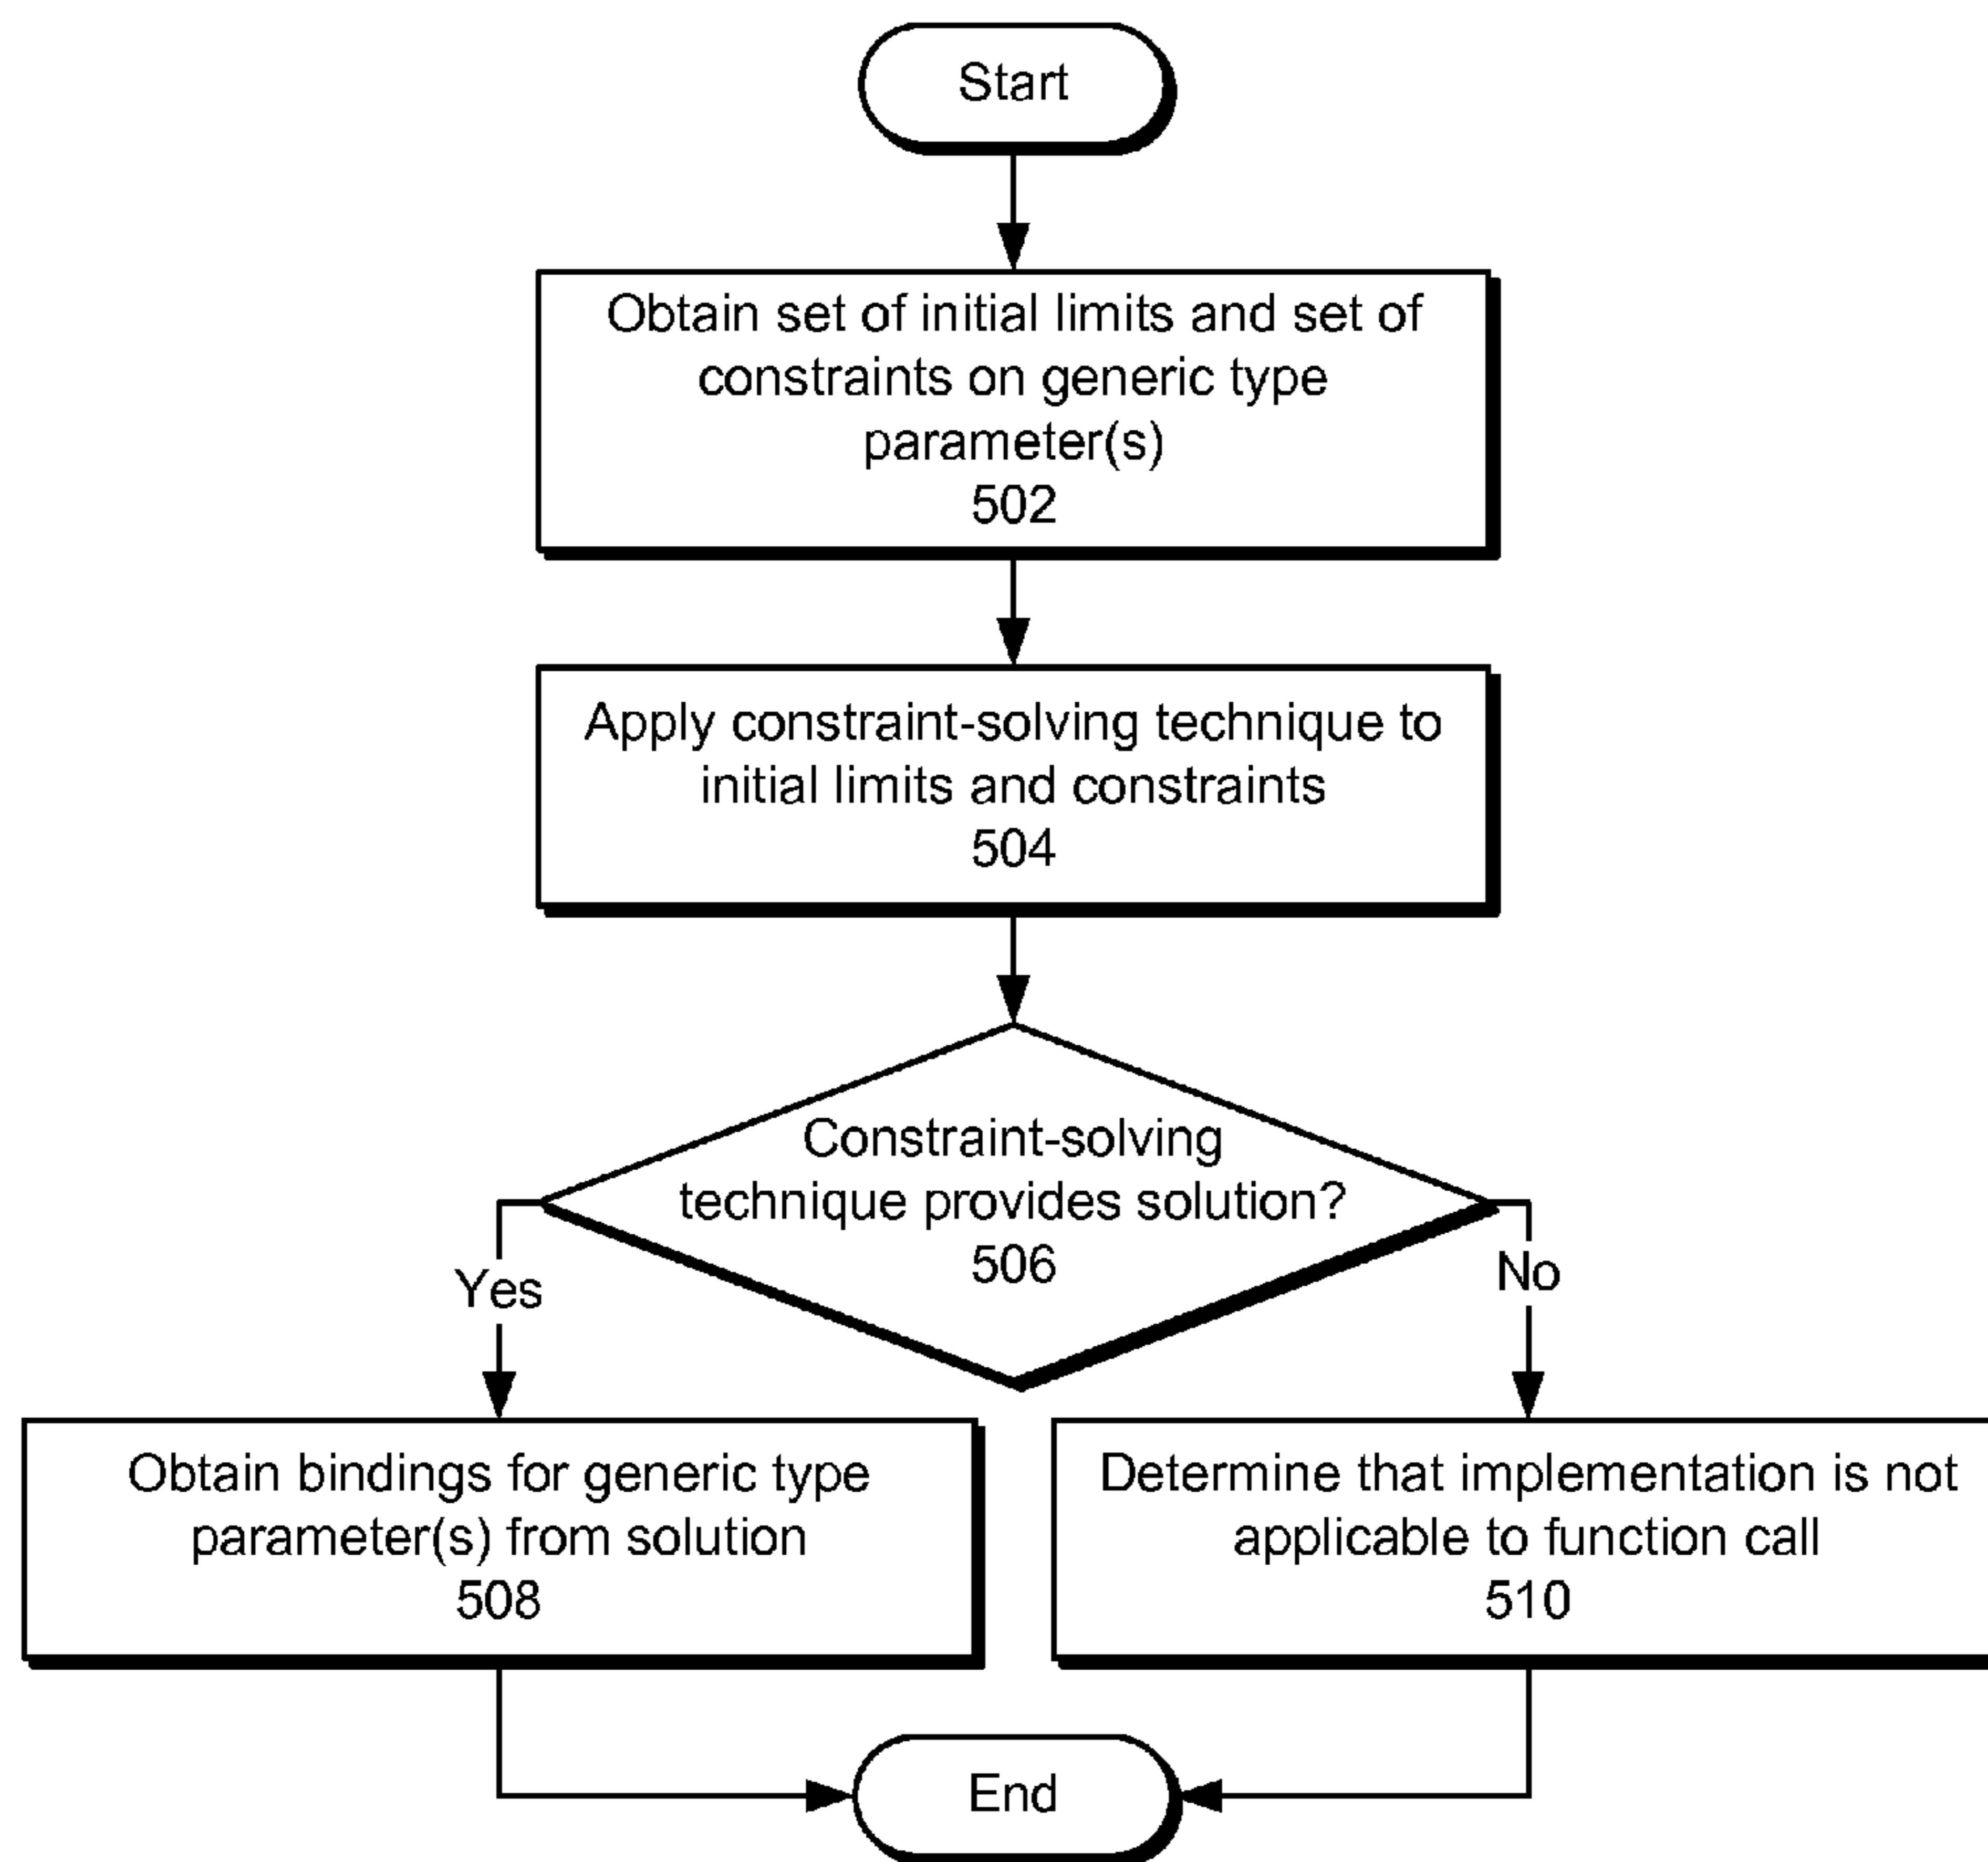 Start
Obtain set of initial limits and set of
constraints on generic type
parameter(s)
502
Apply constraint-solving technique to
initial limits and constraints
504
Constraint-solving
technique provides solution?
506
Yes
No
Obtain bindings for generic type
parameter(s) from solution
508
Determine that implementation is not
applicable to function call
510
End